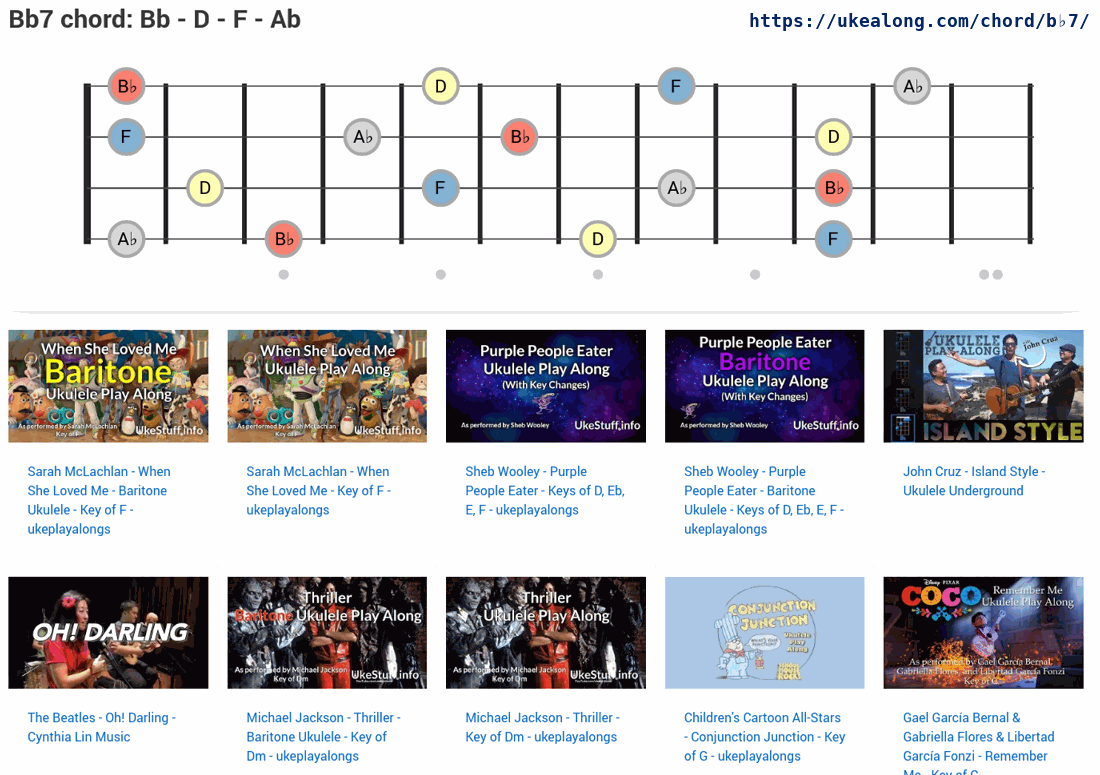 Bb7 chord: Bb - D - F - Ab
https://ukealong.com/chord/b♭7/
B♭ D F A♭
F A♭ B♭ D
D F A♭ B♭
A♭ B♭ D F
When She Loved Me
Baritone
Ukulele Play Along
As performed by Sarah McLachlan
Key of F
UkeStuff.info
When She Loved Me
Ukulele Play Along
As performed by Sarah McLachlan
Key of F
UkeStuff.info
Purple People Eater
Ukulele Play Along
(With Key Changes)
As performed by Sheb Wooley
UkeStuff.info
Purple People Eater
Baritone
Ukulele Play Along
(With Key Changes)
As performed by Sheb Wooley
UkeStuff.info
UKULELE
PLAY-ALONG
John Cruz
ISLAND STYLE
Sarah McLachlan - When
She Loved Me - Baritone
Ukulele - Key of F -
ukeplayalongs
Sarah McLachlan - When
She Loved Me - Key of F -
ukeplayalongs
Sheb Wooley - Purple
People Eater - Keys of D, Eb,
E, F - ukeplayalongs
Sheb Wooley - Purple
People Eater - Baritone
Ukulele - Keys of D, Eb, E, F -
ukeplayalongs
John Cruz - Island Style -
Ukulele Underground
OH! DARLING
Thriller
Baritone Ukulele Play Along
As performed by Michael Jackson
Key of Dm
UkeStuff.info
Thriller
Ukulele Play Along
As performed by Michael Jackson
Key of Dm
UkeStuff.info
CONJUNCTION
JUNCTION
Ukulele
Play
Along
Disney PIXAR
COCO
Remember Me
Ukulele Play Along
As performed by Gael García Bernal,
Gabriella Flores, and Libertad García Fonzi
Key of G
The Beatles - Oh! Darling -
Cynthia Lin Music
Michael Jackson - Thriller -
Baritone Ukulele - Key of
Dm - ukeplayalongs
Michael Jackson - Thriller -
Key of Dm - ukeplayalongs
Children's Cartoon All-Stars
- Conjunction Junction - Key
of G - ukeplayalongs
Gael García Bernal &
Gabriella Flores & Libertad
García Fonzi - Remember
Me - Key of G